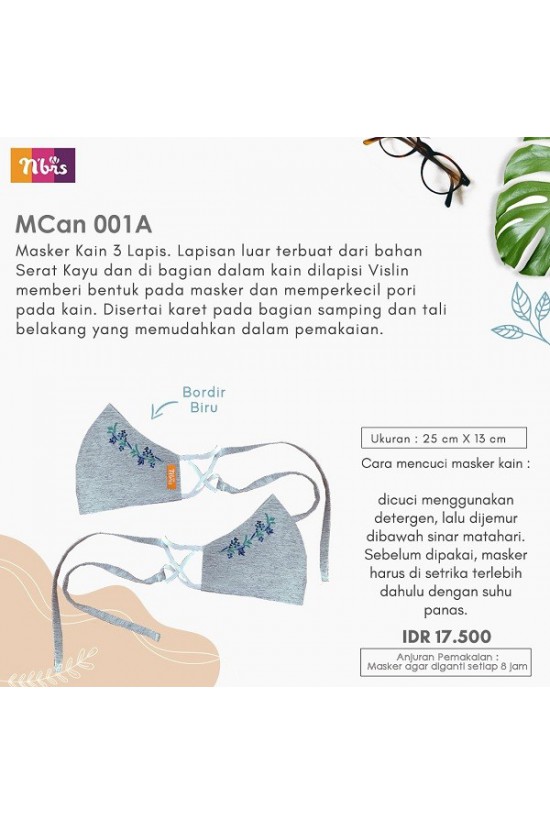 Nbrs
MCan 001A
Masker Kain 3 Lapis. Lapisan luar terbuat dari bahan
Serat Kayu dan di bagian dalam kain dilapisi Vislin
memberi bentuk pada masker dan memperkecil pori
pada kain. Disertai karet pada bagian samping dan tali
belakang yang memudahkan dalam pemakaian.
Bordir
Biru
Ukuran : 25 cm X 13 cm
Cara mencuci masker kain :
dicuci menggunakan
detergen, lalu dijemur
dibawah sinar matahari.
Sebelum dipakai, masker
harus di setrika terlebih
dahulu dengan suhu
panas.
IDR 17.500
Anjuran Pemakaian :
Masker agar diganti setiap 8 jam